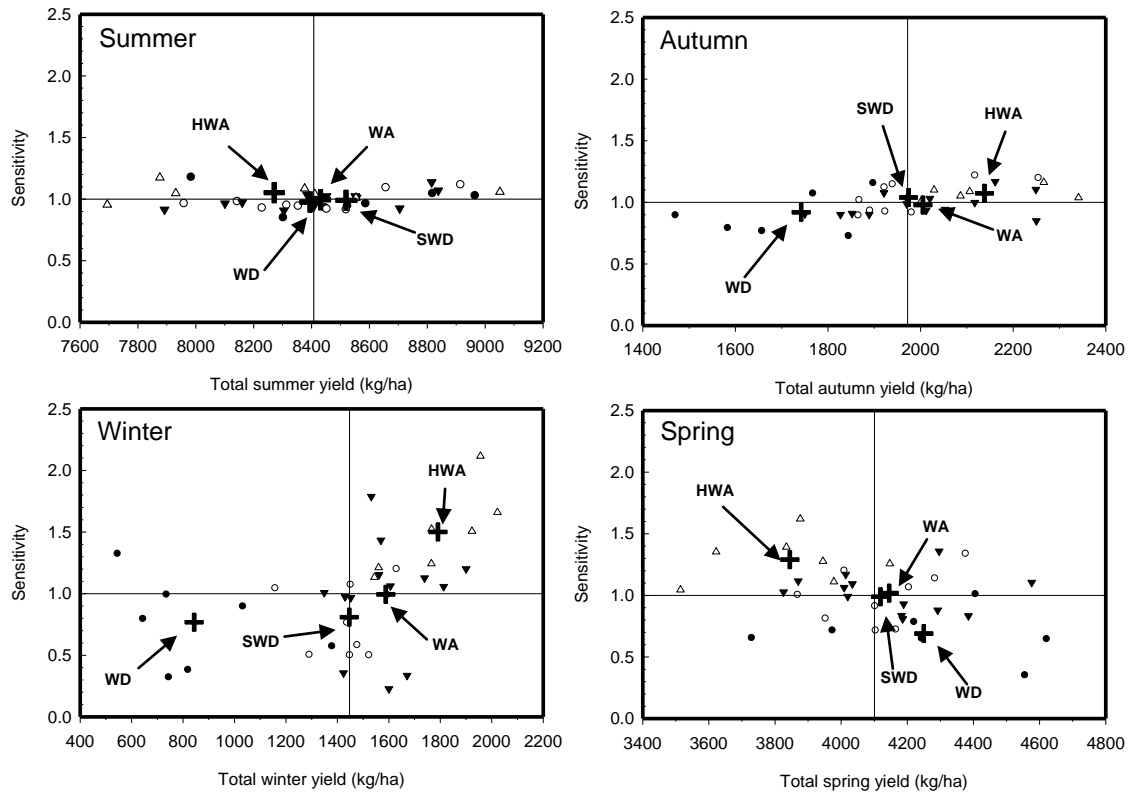 Summer
2.5
2.0
1.5
1.0
0.5
0.0
Sensitivity
HWA
WA
WD
SWD
7600 7800 8000 8200 8400 8600 8800 9000 9200
Total summer yield (kg/ha)
Autumn
2.5
2.0
1.5
1.0
0.5
0.0
Sensitivity
SWD
HWA
WA
WD
1400 1600 1800 2000 2200 2400
Total autumn yield (kg/ha)
Winter
2.5
2.0
1.5
1.0
0.5
0.0
Sensitivity
HWA
SWD
WA
WD
400 600 800 1000 1200 1400 1600 1800 2000 2200
Total winter yield (kg/ha)
Spring
2.5
2.0
1.5
1.0
0.5
0.0
Sensitivity
HWA
WA
SWD
WD
3400 3600 3800 4000 4200 4400 4600 4800
Total spring yield (kg/ha)